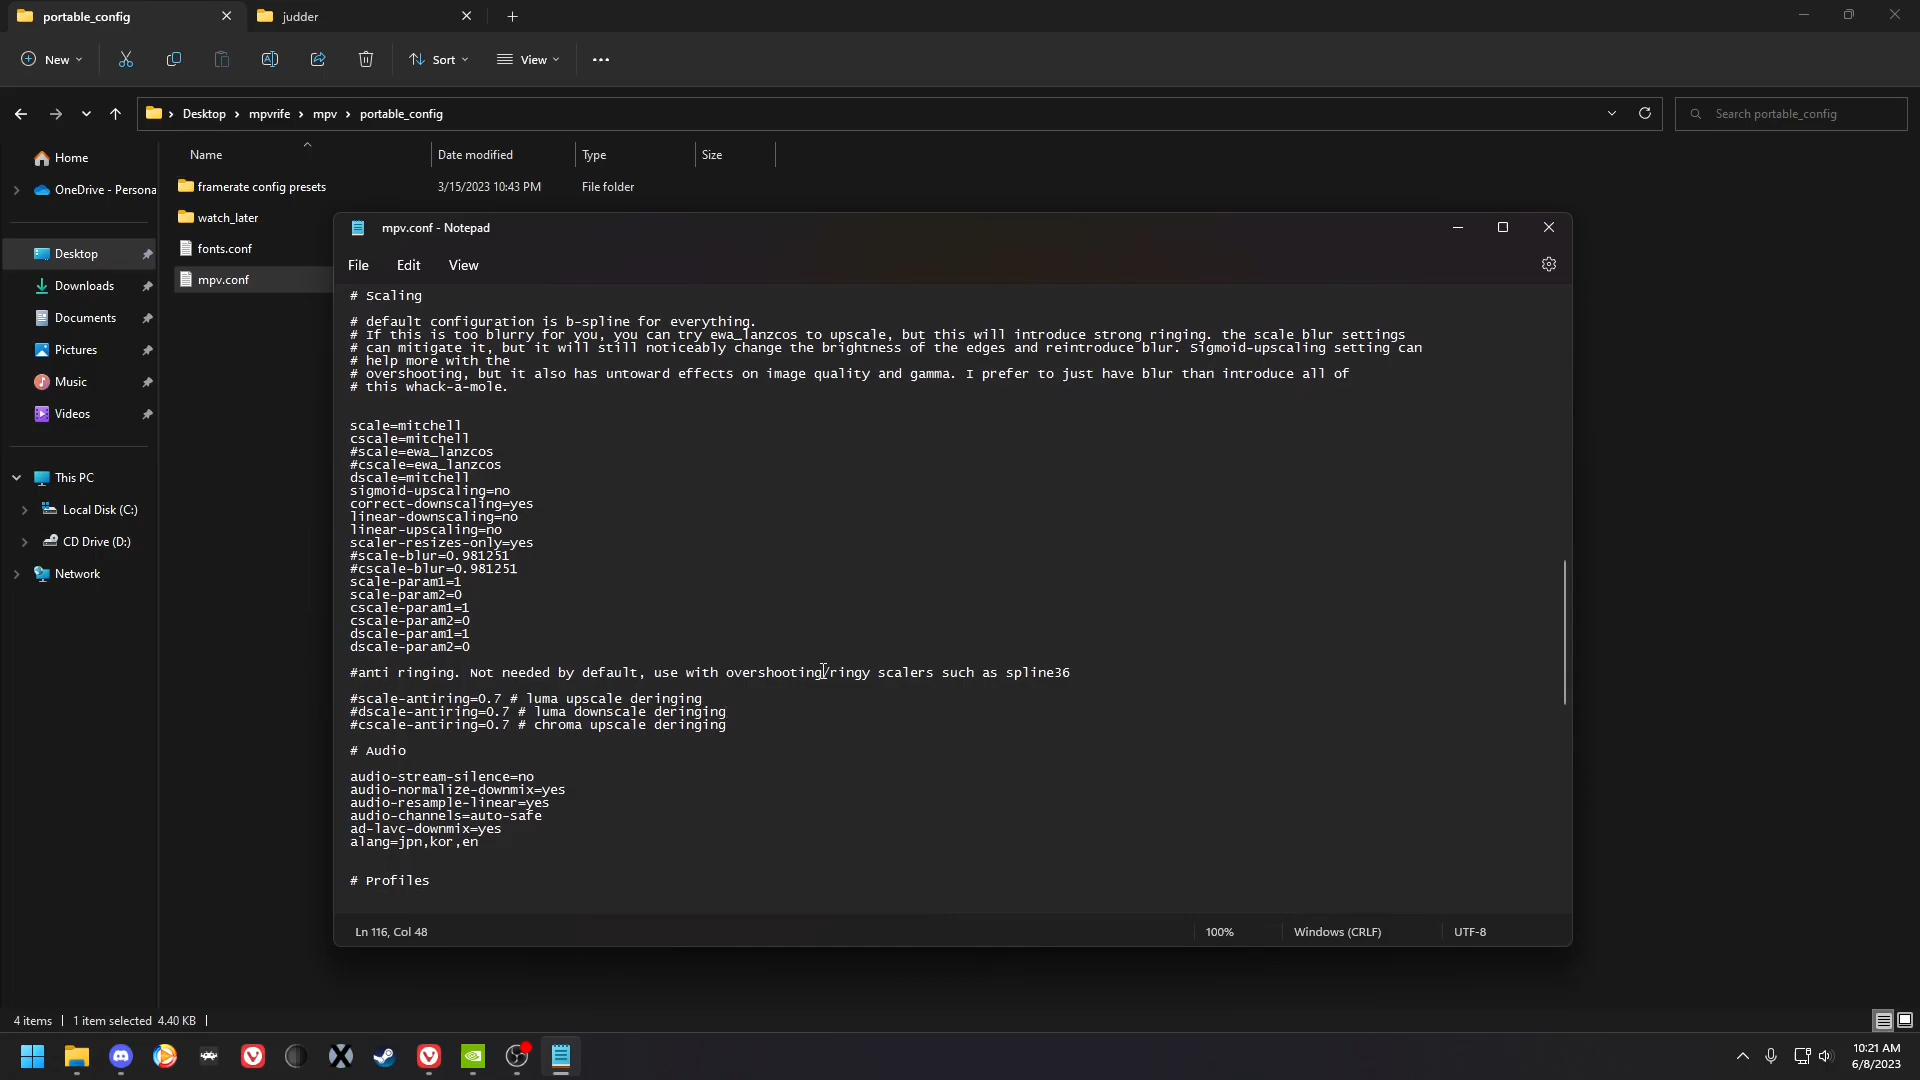 portable_config
judder
New
Sort
View
Desktop
mpvrife
mpv
portable_config
Search portable_config
Name
Date modified
Type
Size
Home
OneDrive - Persona
Desktop
Downloads
Documents
Pictures
Music
Videos
This PC
Local Disk (C:)
CD Drive (D:)
Network
framerate config presets
3/15/2023 10:43 PM
File folder
watch_later
fonts.conf
mpv.conf
mpv.conf - Notepad
File
Edit
View
# Scaling
# default configuration is b-spline for everything.
# If this is too blurry for you, you can try ewa_lanzcos to upscale, but this will introduce strong ringing. the scale blur settings
# can mitigate it, but it will still noticeably change the brightness of the edges and reintroduce blur. Sigmoid-upscaling setting can
# help more with the
# overshooting, but it also has untoward effects on image quality and gamma. I prefer to just have blur than introduce all of
# this whack-a-mole.
scale=mitchell
cscale=mitchell
#scale=ewa_lanzcos
#cscale=ewa_lanzcos
dscale=mitchell
sigmoid-upscaling=no
correct-downscaling=yes
linear-downscaling=no
linear-upscaling=no
scaler-resizes-only=yes
#scale-blur=0.981251
#cscale-blur=0.981251
scale-param1=1
scale-param2=0
cscale-param1=1
cscale-param2=0
dscale-param1=1
dscale-param2=0
#anti ringing. Not needed by default, use with overshooting/ringy scalers such as spline36
#scale-antiring=0.7 # luma upscale deringing
#dscale-antiring=0.7 # luma downscale deringing
#cscale-antiring=0.7 # chroma upscale deringing
# Audio
audio-stream-silence=no
audio-normalize-downmix=yes
audio-resample-linear=yes
audio-channels=auto-safe
ad-lavc-downmix=yes
alang=jpn,kor,en
# Profiles
Ln 116, Col 48
100%
Windows (CRLF)
UTF-8
4 items
1 item selected 4.40 KB
10:21 AM
6/8/2023